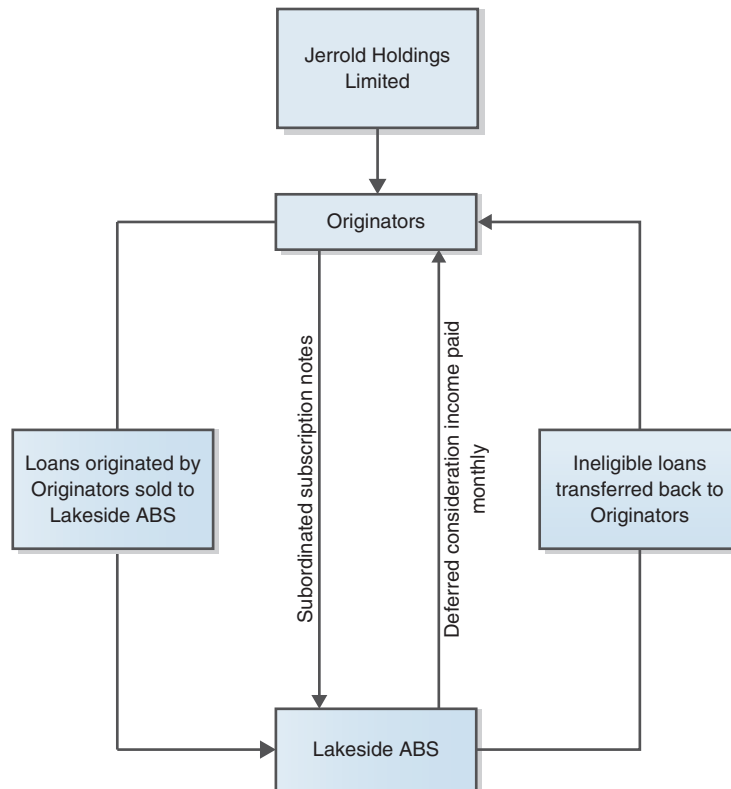 Jerrold Holdings
Limited
Originators
Subordinated subscription notes
Deferred consideration income paid
monthly
Loans originated by
Originators sold to
Lakeside ABS
Ineligible loans
transferred back to
Originators
Lakeside ABS